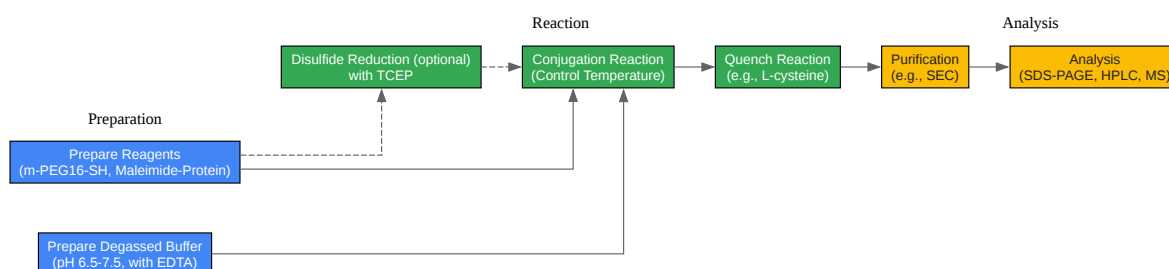 Reaction
Analysis
Disulfide Reduction (optional)
with TCEP
Conjugation Reaction
(Control Temperature)
Quench Reaction
(e.g., L-cysteine)
Purification
(e.g., SEC)
Analysis
(SDS-PAGE, HPLC, MS)
Preparation
Prepare Reagents
(m-PEG16-SH, Maleimide-Protein)
Prepare Degassed Buffer
(pH 6.5-7.5, with EDTA)